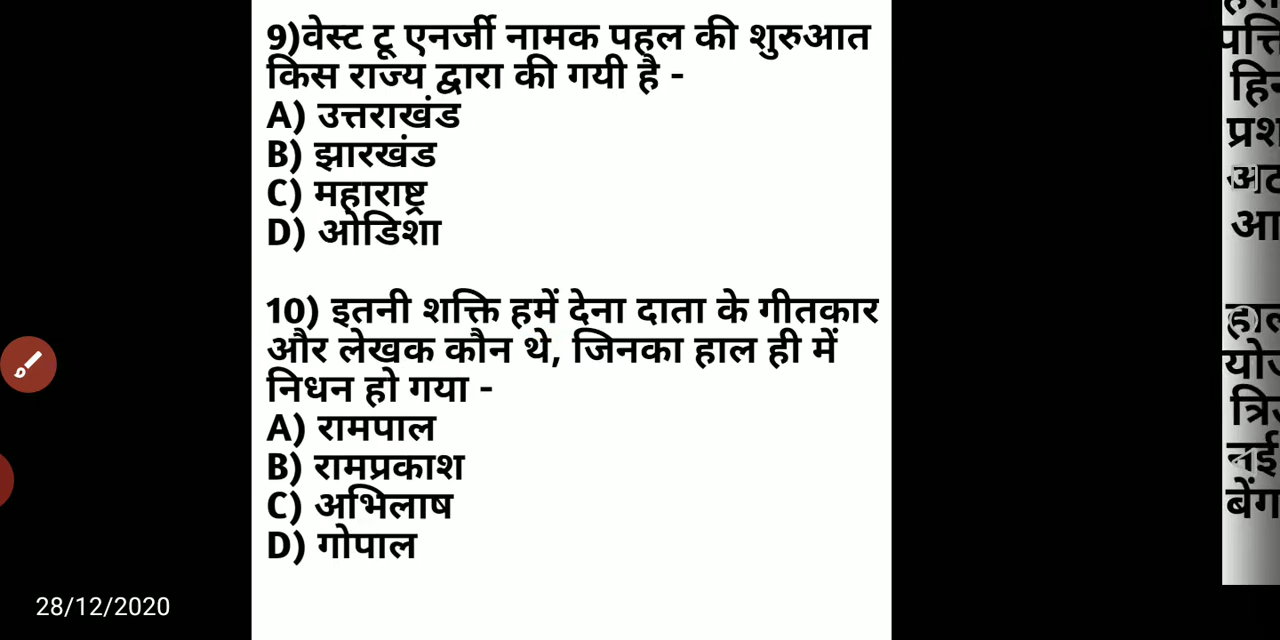 9)वेस्ट टू एनर्जी नामक पहल की शुरुआत
किस राज्य द्वारा की गयी है -
A) उत्तराखंड
B) झारखंड
C) महाराष्ट्र
D) ओडिशा
10) इतनी शक्ति हमें देना दाता के गीतकार
और लेखक कौन थे, जिनका हाल ही में
निधन हो गया -
A) रामपाल
B) रामप्रकाश
C) अभिलाष
D) गोपाल
28/12/2020